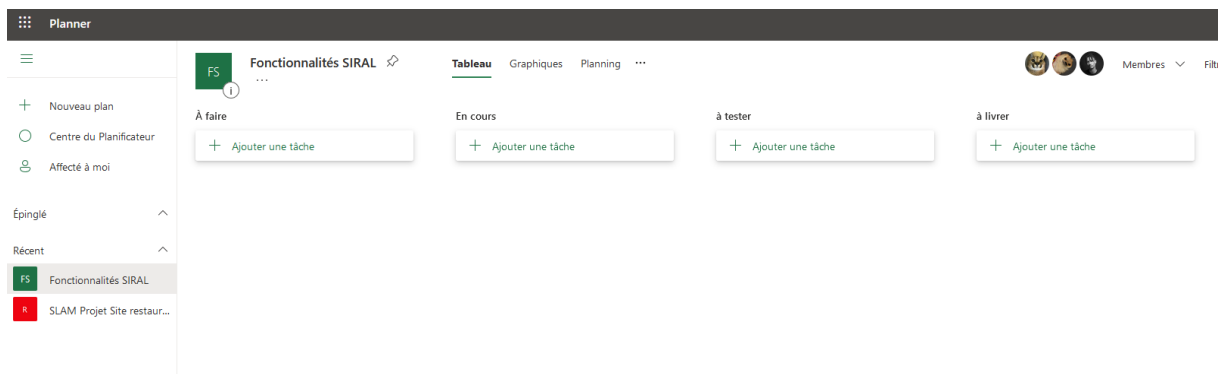 Planner
Nouveau plan
Centre du Planificateur
Affecté à moi
Épinglé
Récent
FS Fonctionnalités SIRAL
R SLAM Projet Site restaur...
FS Fonctionnalités SIRAL ...
Tableau Graphiques Planning ...
Membres Filtr
À faire En cours à tester à livrer
Ajouter une tâche Ajouter une tâche Ajouter une tâche Ajouter une tâche